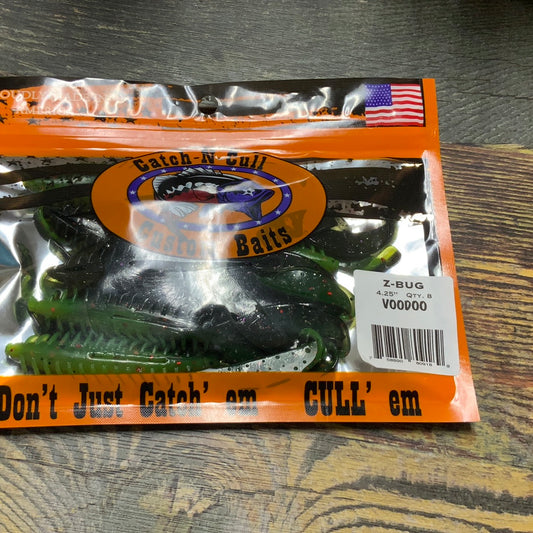 Catch-N-Cull
Custom Baits
Z-BUG
4.25" QTY. 8
VOODOO
Don't Just Catch' em CULL' em